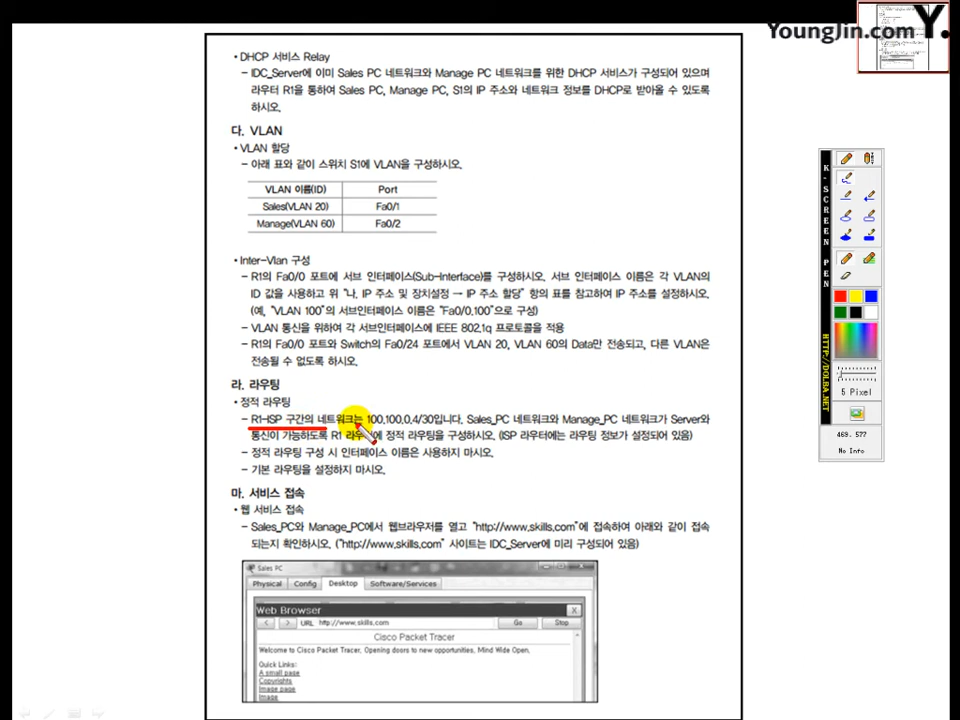 YoungJin.com Y.
• DHCP 서비스 Relay
- IDC_Server에 이미 Sales PC 네트워크와 Manage PC 네트워크를 위한 DHCP 서비스가 구성되어 있으며
라우터 R1을 통하여 Sales PC, Manage PC, S1의 IP 주소와 네트워크 정보를 DHCP로 받아올 수 있도록
하시오.
다. VLAN
• VLAN 할당
- 아래 표와 같이 스위치 S1에 VLAN을 구성하시오.
VLAN 이름(ID) Port
Sales(VLAN 20) Fa0/1
Manage(VLAN 60) Fa0/2
• Inter-Vlan 구성
- R1의 Fa0/0 포트에 서브 인터페이스(Sub-Interface)를 구성하시오. 서브 인터페이스 이름은 각 VLAN의
ID 값을 사용하고 위 "나. IP 주소 및 장치설정 → IP 주소 할당" 항의 표를 참고하여 IP 주소를 설정하시오.
(예, "VLAN 100"의 서브인터페이스 이름은 "Fa0/0.100"으로 구성)
- VLAN 통신을 위하여 각 서브인터페이스에 IEEE 802.1q 프로토콜을 적용
- R1의 Fa0/0 포트와 Switch의 Fa0/24 포트에서 VLAN 20, VLAN 60의 Data만 전송되고, 다른 VLAN은
전송될 수 없도록 하시오.
라. 라우팅
• 정적 라우팅
- R1-ISP 구간의 네트워크는 100.100.0.4/30입니다. Sales_PC 네트워크와 Manage_PC 네트워크가 Server와
통신이 가능하도록 R1 라우터에 정적 라우팅을 구성하시오. (ISP 라우터에는 라우팅 정보가 설정되어 있음)
- 정적 라우팅 구성 시 인터페이스 이름은 사용하지 마시오.
- 기본 라우팅을 설정하지 마시오.
마. 서비스 접속
• 웹 서비스 접속
- Sales_PC와 Manage_PC에서 웹브라우저를 열고 "http://www.skills.com"에 접속하여 아래와 같이 접속
되는지 확인하시오. ("http://www.skills.com" 사이트는 IDC_Server에 미리 구성되어 있음)
Sales PC
Physical Config Desktop Software/Services
Web Browser X
< > URL http://www.skills.com Go Stop
Cisco Packet Tracer
Welcome to Cisco Packet Tracer. Opening doors to new opportunities. Mind Wide Open.
Quick Links:
A small page
Copyrights
Image page
Image
K-SCREEN PEN
HTTP://DOLBA.NET
5 Pixel
469. 577
No Info